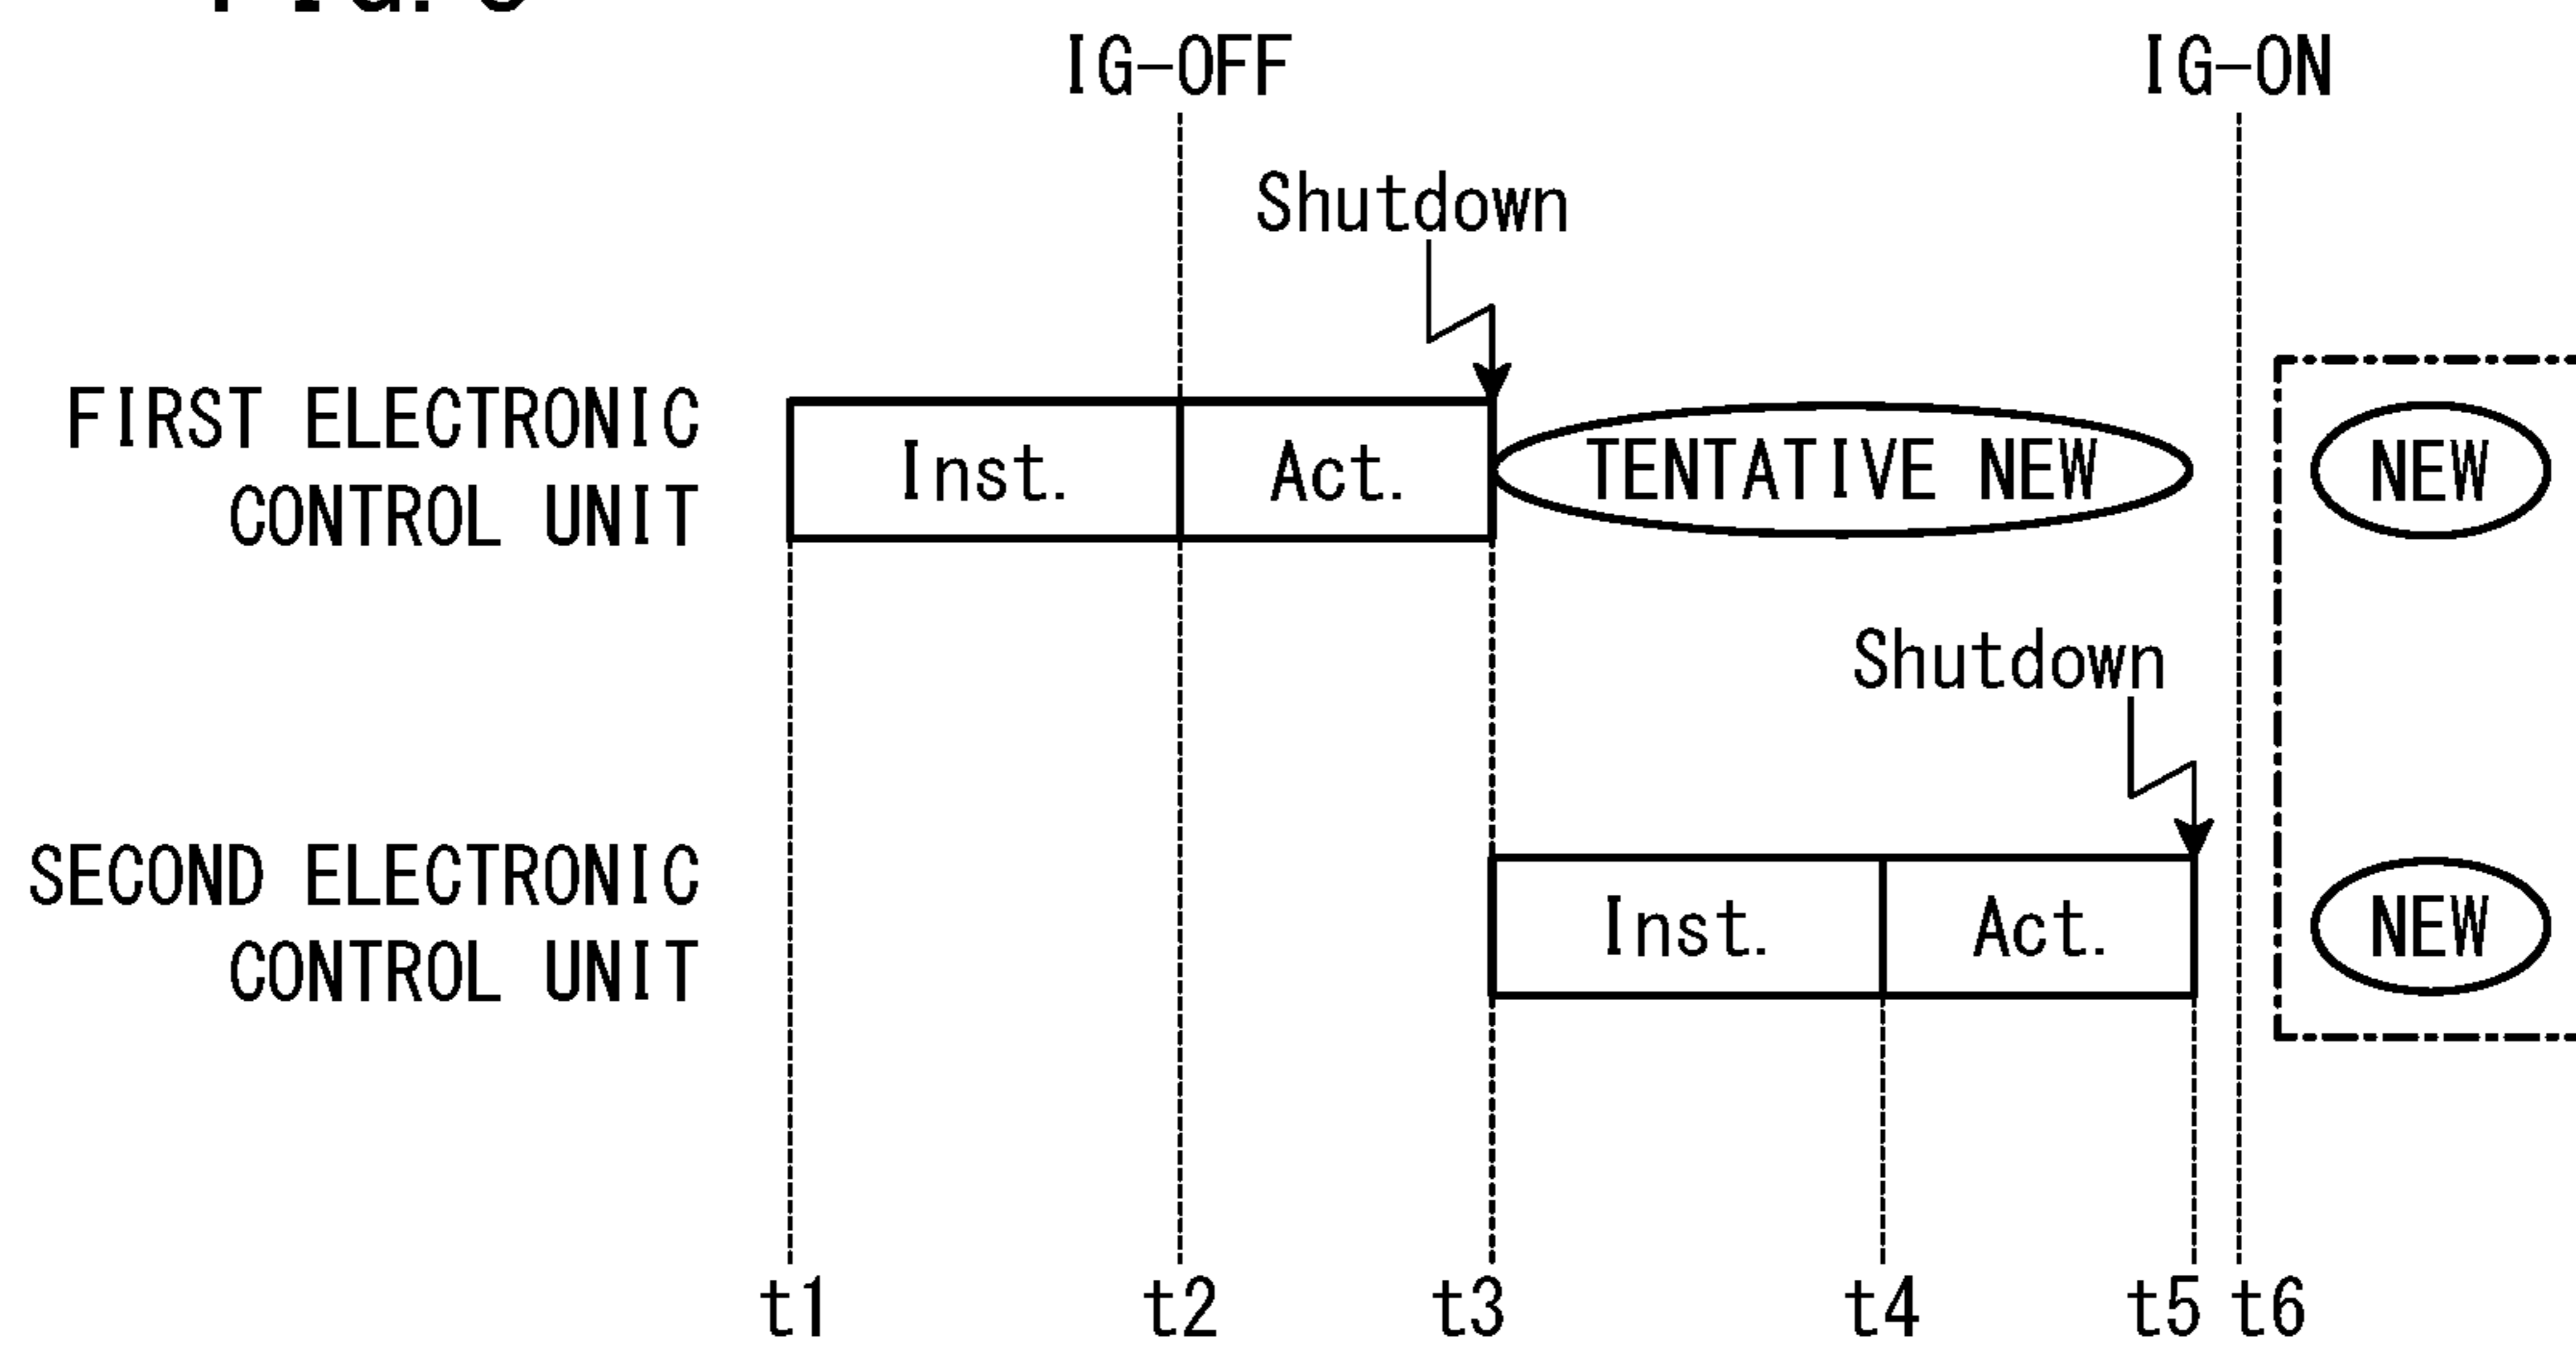 IG-OFF
IG-ON
Shutdown
FIRST ELECTRONIC
CONTROL UNIT
Inst.
Act.
TENTATIVE NEW
NEW
Shutdown
SECOND ELECTRONIC
CONTROL UNIT
Inst.
Act.
NEW
t1
t2
t3
t4
t5
t6